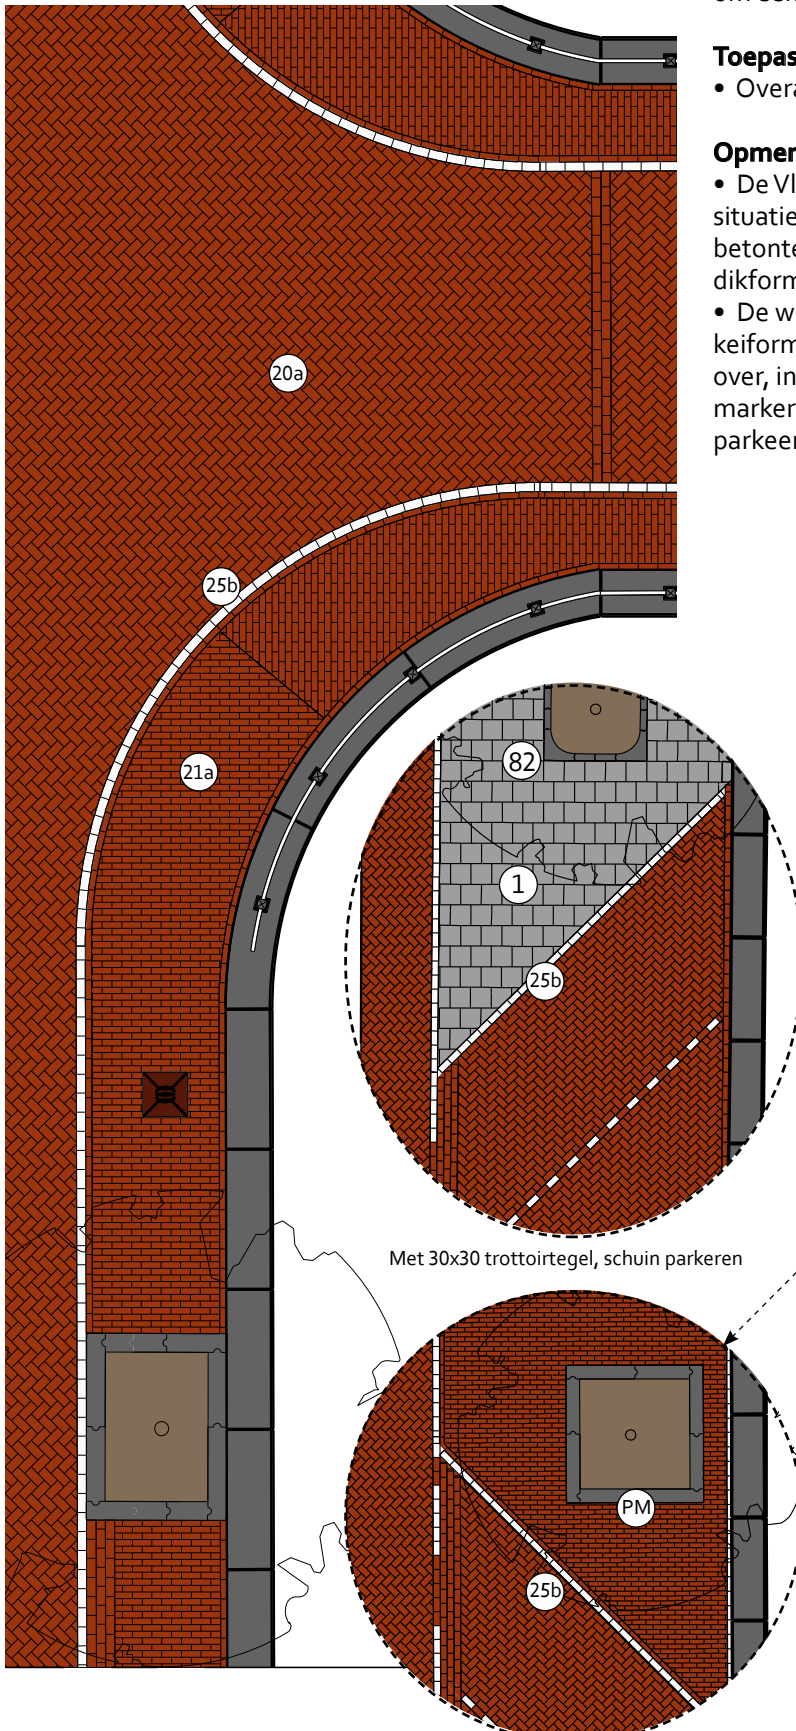 Toepas
• Overa
Opmer
• De Vl
situatie
betonte
dikform
• De w
keiform
over, in
marker
parkeer
20a
25b
21a
82
1
25b
Met 30x30 trottoirtegel, schuin parkeren
PM
25b